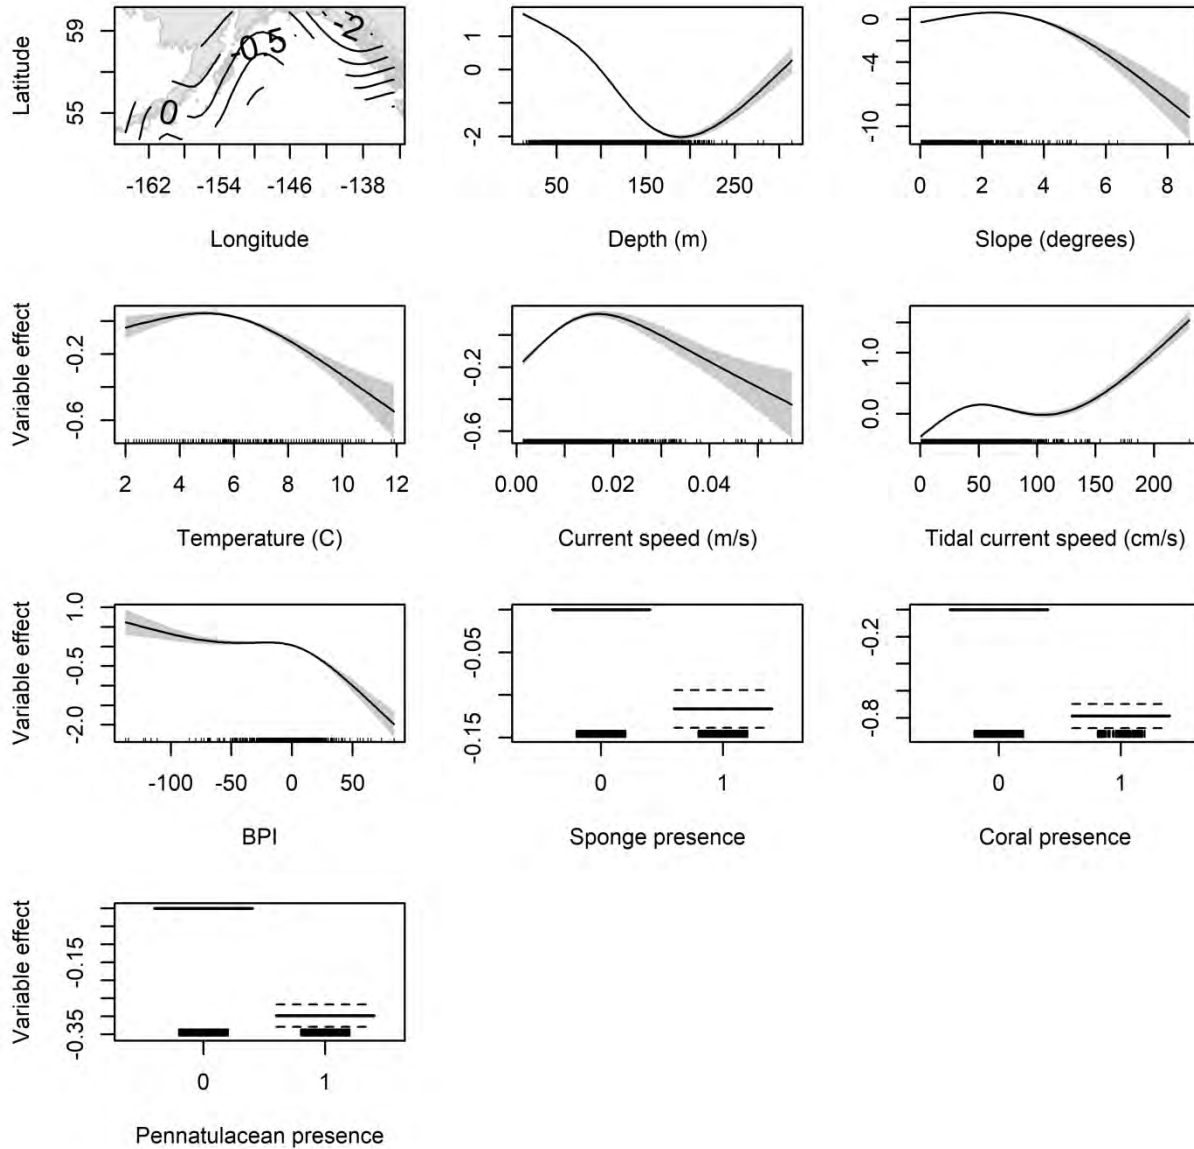 Latitude
59
55
-2
-0.5
0
-162 -154 -146 -138
Longitude
1
0
-2
50 150 250
Depth (m)
0
-4
-10
0 2 4 6 8
Slope (degrees)
Variable effect
-0.2
-0.6
2 4 6 8 10 12
Temperature (C)
-0.2
-0.6
0.00 0.02 0.04
Current speed (m/s)
1.0
0.0
0 50 100 200
Tidal current speed (cm/s)
Variable effect
1.0
-0.5
-2.0
-100 -50 0 50
BPI
-0.05
-0.15
0 1
Sponge presence
-0.2
-0.8
0 1
Coral presence
Variable effect
-0.15
-0.35
0 1
Pennatulacean presence